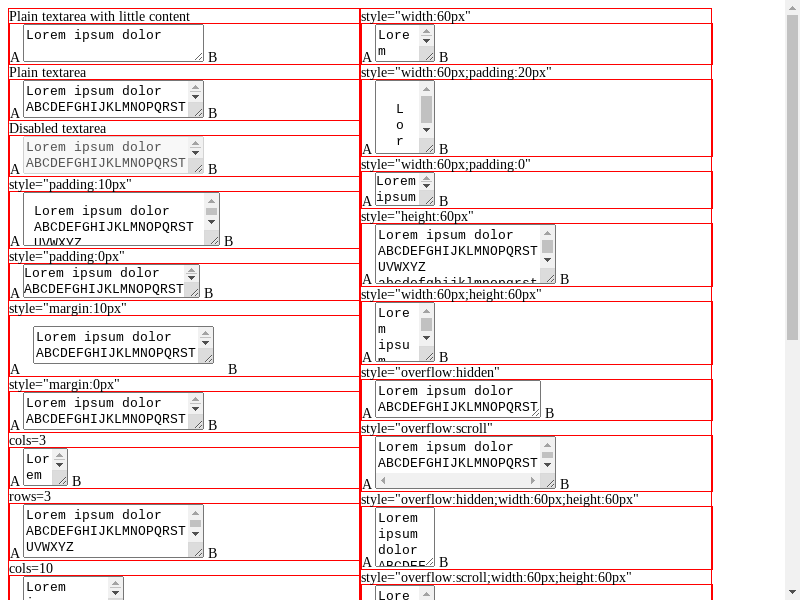 Plain textarea with little content
Lorem ipsum dolor
A B
Plain textarea
Lorem ipsum dolor
ABCDEFGHIJKLMNOPQRST
A B
Disabled textarea
Lorem ipsum dolor
ABCDEFGHIJKLMNOPQRST
A B
style="padding:10px"
Lorem ipsum dolor
ABCDEFGHIJKLMNOPQRST
UVWXYZ
A B
style="padding:0px"
Lorem ipsum dolor
ABCDEFGHIJKLMNOPQRST
A B
style="margin:10px"
Lorem ipsum dolor
ABCDEFGHIJKLMNOPQRST
A B
style="margin:0px"
Lorem ipsum dolor
ABCDEFGHIJKLMNOPQRST
A B
cols=3
Lor
em
A B
rows=3
Lorem ipsum dolor
ABCDEFGHIJKLMNOPQRST
UVWXYZ
A B
cols=10
Lorem
style="width:60px"
Lore
m
A B
style="width:60px;padding:20px"
L
o
r
A B
style="width:60px;padding:0"
Lorem
ipsum
A B
style="height:60px"
Lorem ipsum dolor
ABCDEFGHIJKLMNOPQRST
UVWXYZ
abcdefghijklmnopqrst
A B
style="width:60px;height:60px"
Lore
m
ipsu
m
A B
style="overflow:hidden"
Lorem ipsum dolor
ABCDEFGHIJKLMNOPQRST
A B
style="overflow:scroll"
Lorem ipsum dolor
ABCDEFGHIJKLMNOPQRST
A B
style="overflow:hidden;width:60px;height:60px"
Lorem
ipsum
dolor
ABCDEF
A B
style="overflow:scroll;width:60px;height:60px"
Lore